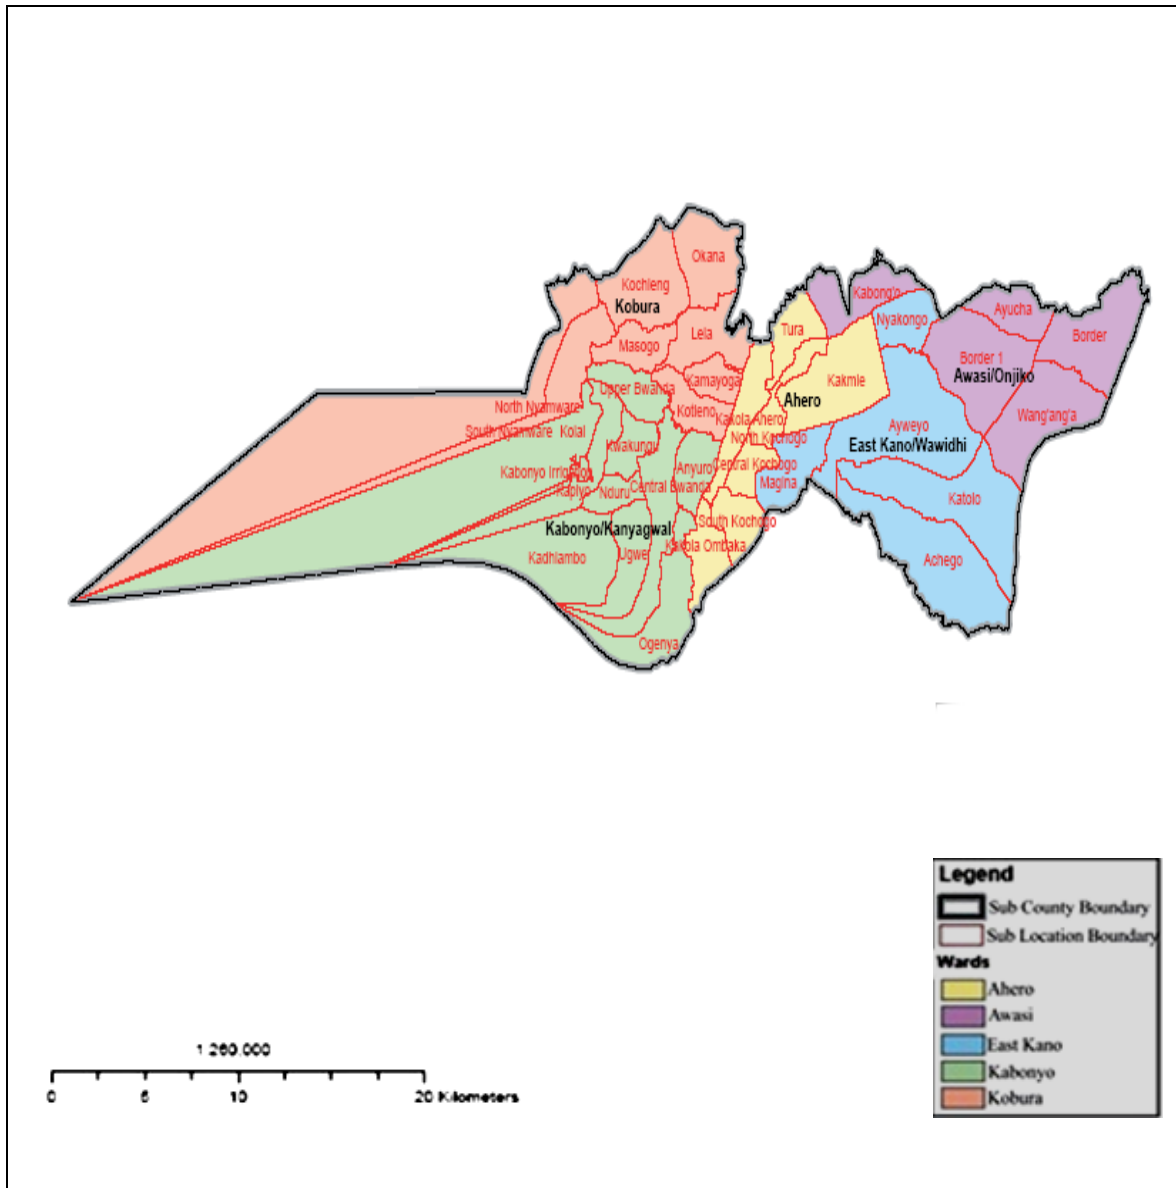 Okana
Kochieng
Kobura
Kabong'o
Nyakongo
Ayucha
Border
Tura
Lela
Masogo
Border 1
Awasi/Onjiko
Kamayoga
Kakmie
Upper Bwanda
Ahero
North Nyamware
Kotieno
Kakola Ahero
Wang'ang'a
South Nyamware
Kolal
North Kochogo
Ayweyo
East Kano/Wawidhi
Kwakungu
Kabonyo Irrigation
Anyuro
Central Kochogo
Kapiyo
Nduru
Central Bwanda
Magina
Katolo
South Kochogo
Kabonyo/Kanyagwal
Kadhiambo
Ugwe
Kakola Ombaka
Achego
Ogenya
Legend
Sub County Boundary
Sub Location Boundary
Wards
Ahero
Awasi
East Kano
Kabonyo
Kobura
1 260,000
0 5 10 20 Kilometers